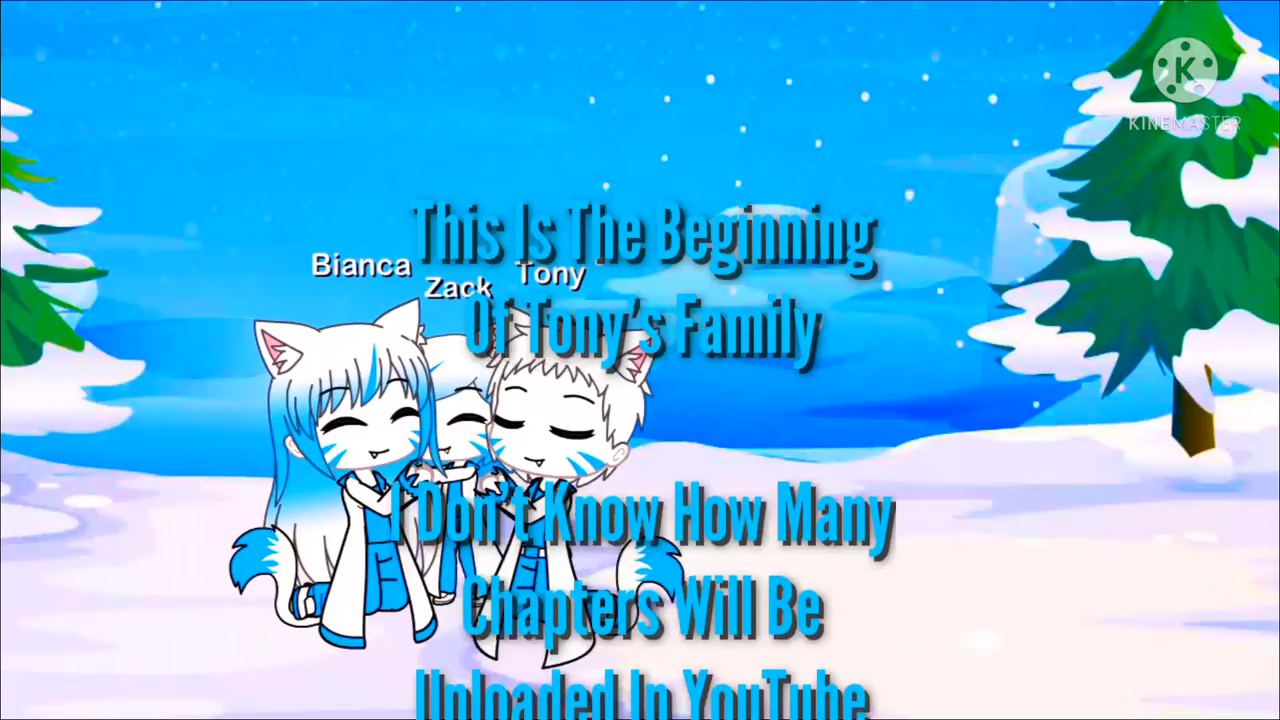 K
KINEMASTER
This Is The Beginning
Of Tony's Family
Bianca
Zack
Tony
I Don't Know How Many
Chapters Will Be
Uploaded In YouTube